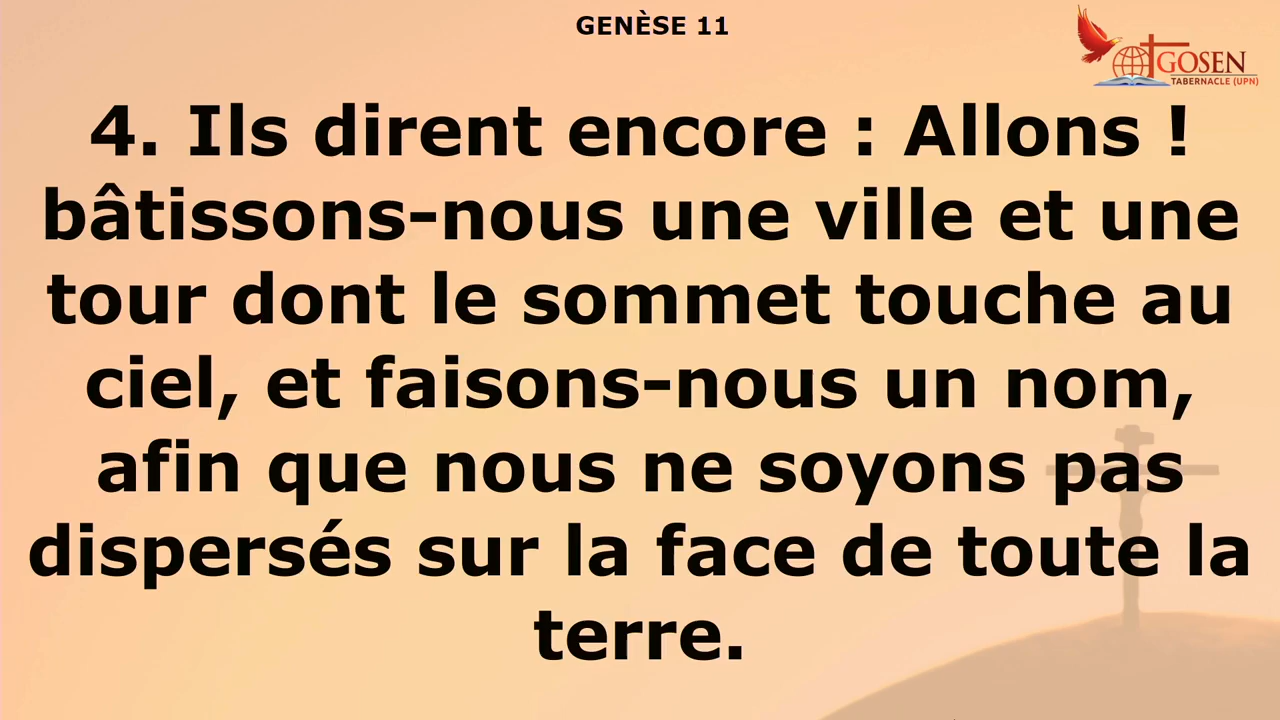 GENÈSE 11
GOSEN
TABERNACLE (UPN)
4. Ils dirent encore : Allons !
bâtissons-nous une ville et une
tour dont le sommet touche au
ciel, et faisons-nous un nom,
afin que nous ne soyons pas
dispersés sur la face de toute la
terre.